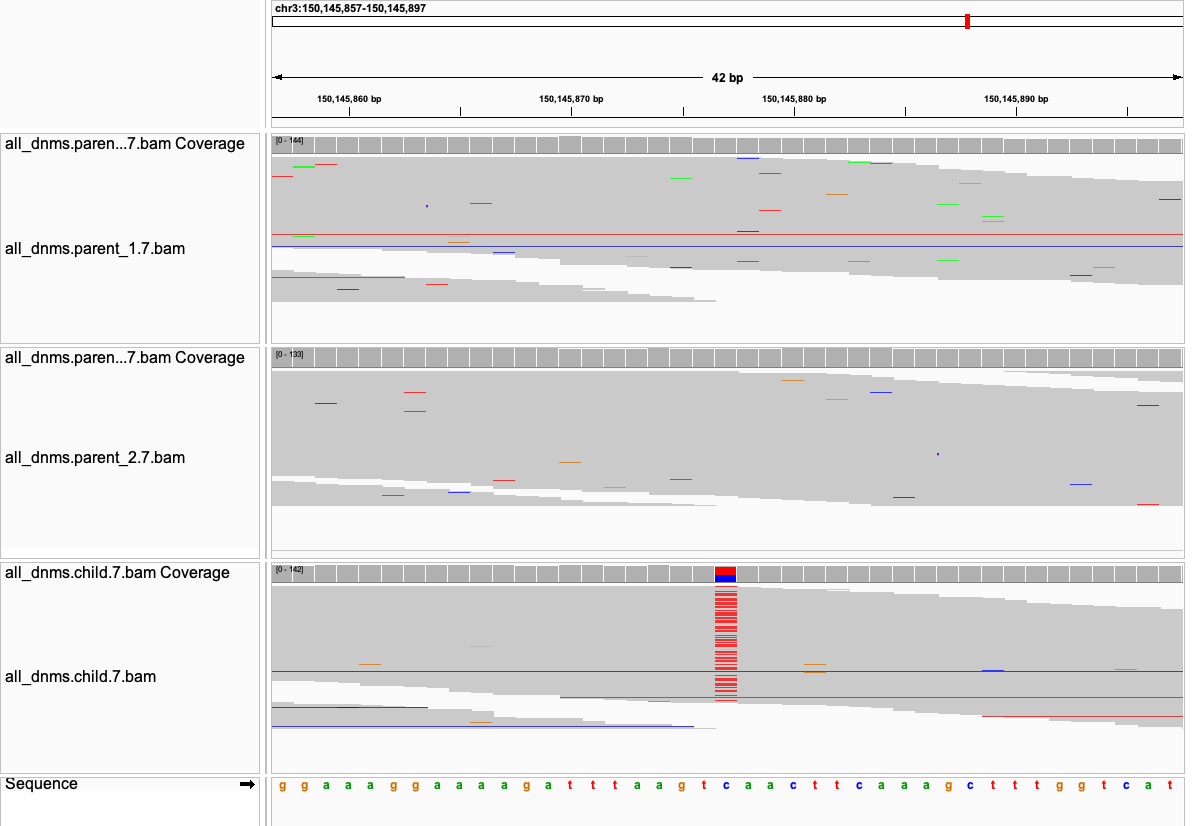 chr3:150,145,857-150,145,897
42 bp
150,145,860 bp 150,145,870 bp 150,145,880 bp 150,145,890 bp
all_dnms.paren...7.bam Coverage
[0 - 144]
all_dnms.parent_1.7.bam
all_dnms.paren...7.bam Coverage
[0 - 133]
all_dnms.parent_2.7.bam
all_dnms.child.7.bam Coverage
[0 - 142]
all_dnms.child.7.bam
Sequence
g g a a a g g a a a a g a t t t a a g t c a a c t t c a a a g c t t t g g t c a t